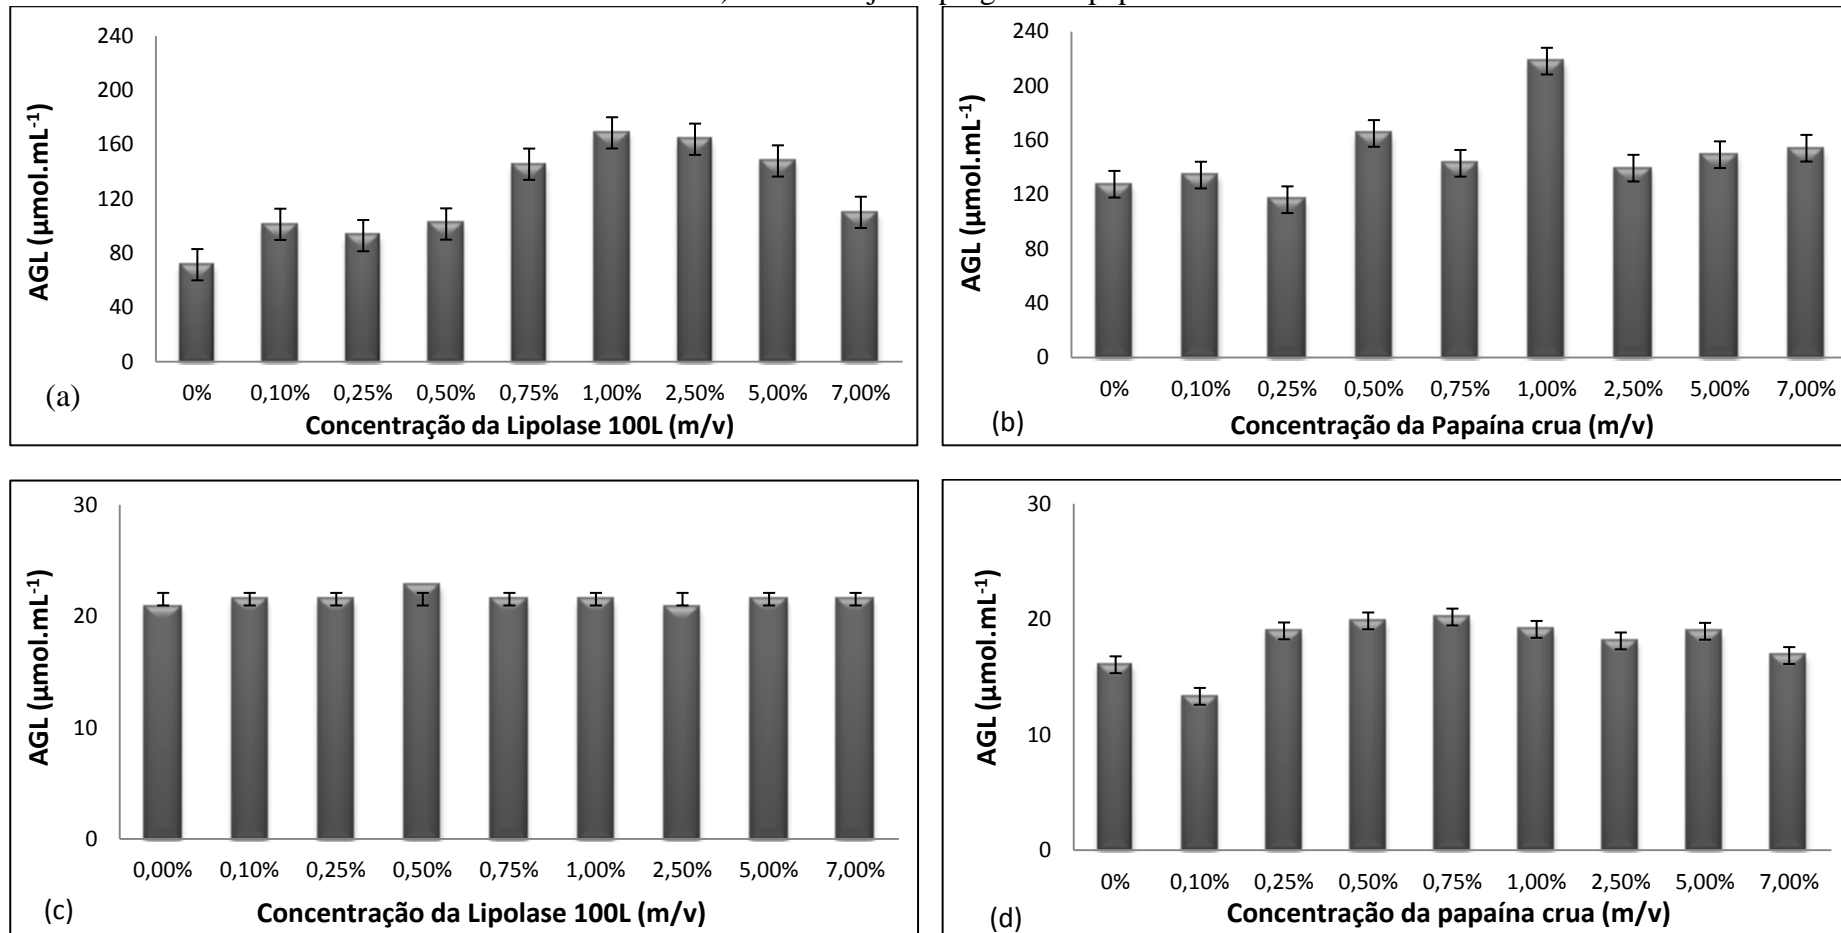 240
200
160
120
80
40
0
AGL (µmol.mL⁻¹)
0% 0,10% 0,25% 0,50% 0,75% 1,00% 2,50% 5,00% 7,00%
(a)
Concentração da Lipolase 100L (m/v)
240
200
160
120
80
40
0
AGL (µmol.mL⁻¹)
0% 0,10% 0,25% 0,50% 0,75% 1,00% 2,50% 5,00% 7,00%
(b)
Concentração da Papaína crua (m/v)
30
20
10
0
AGL (µmol.mL⁻¹)
0,00% 0,10% 0,25% 0,50% 0,75% 1,00% 2,50% 5,00% 7,00%
(c)
Concentração da Lipolase 100L (m/v)
30
20
10
0
AGL (µmol.mL⁻¹)
0% 0,10% 0,25% 0,50% 0,75% 1,00% 2,50% 5,00% 7,00%
(d)
Concentração da papaína crua (m/v)